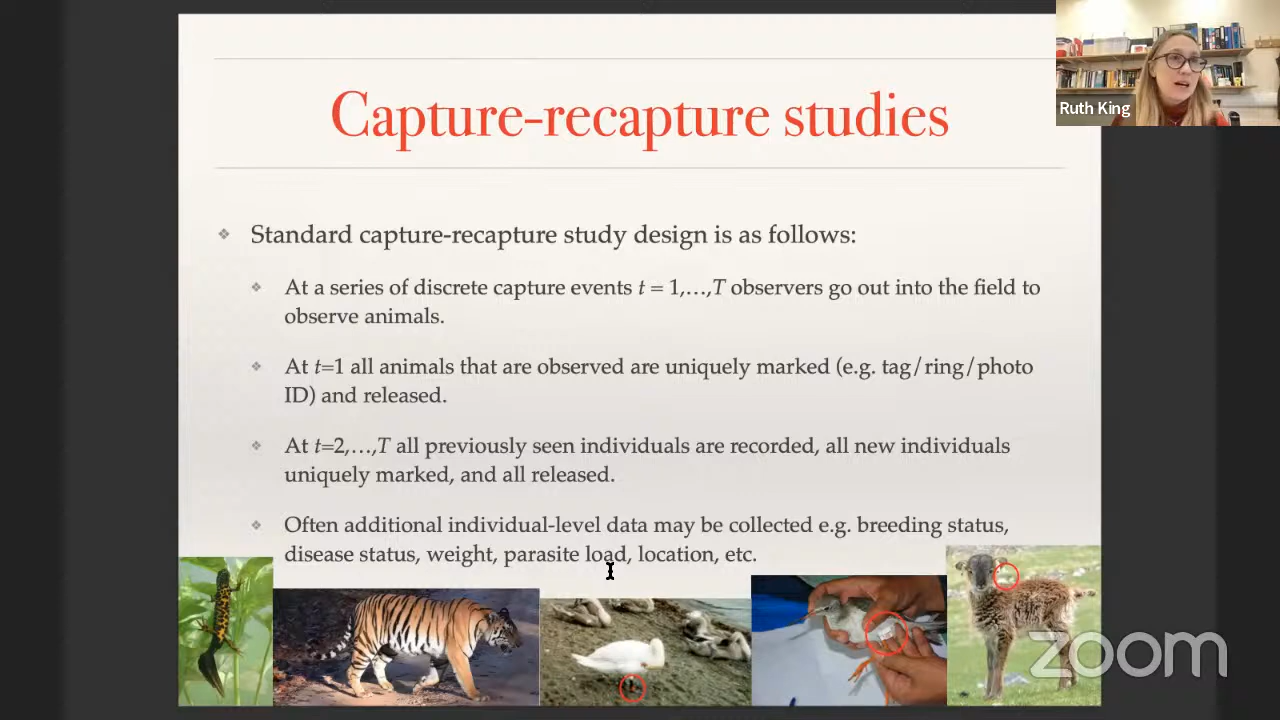 Capture-recapture studies
Ruth King
Standard capture-recapture study design is as follows:
At a series of discrete capture events t = 1,…,T observers go out into the field to
observe animals.
At t=1 all animals that are observed are uniquely marked (e.g. tag/ring/photo
ID) and released.
At t=2,…,T all previously seen individuals are recorded, all new individuals
uniquely marked, and all released.
Often additional individual-level data may be collected e.g. breeding status,
disease status, weight, parasite load, location, etc.
zoom